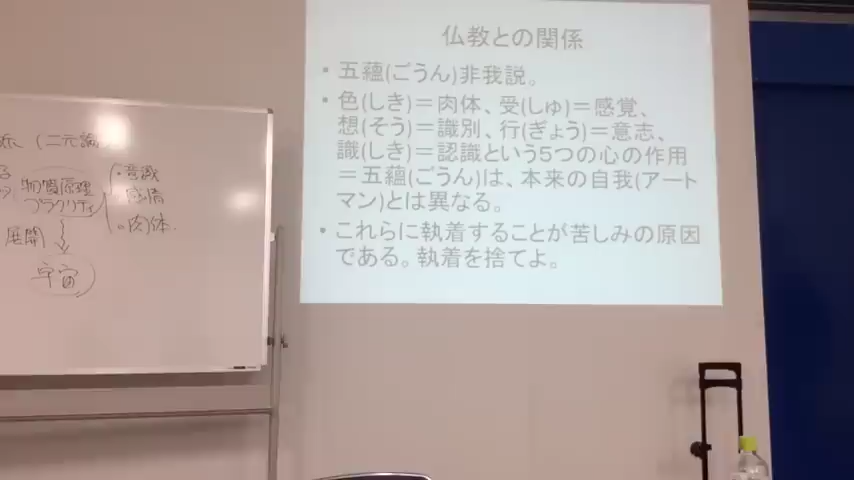 仏教との関係
• 五蘊(ごうん)非我説。
• 色(しき)＝肉体、受(しゅ)＝感覚、
想(そう)＝識別、行(ぎょう)＝意志、
識(しき)＝認識という5つの心の作用
＝五蘊(ごうん)は、本来の自我(アート
マン)とは異なる。
• これらに執着することが苦しみの原因
である。執着を捨てよ。
(二元論
物質原理
プラクリティ
・意識
感情
・肉体
展開
宇宙